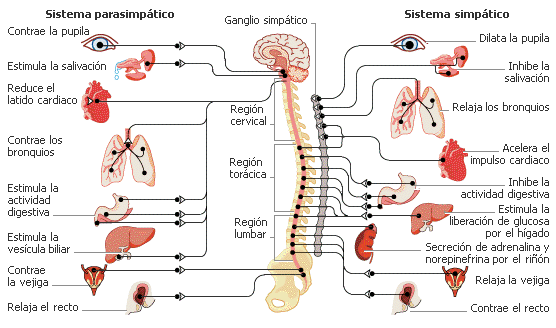 Sistema parasimpático
Contrae la pupila
Estimula la salivación
Reduce el
latido cardiaco
Contrae los
bronquios
Estimula la
actividad
digestiva
Estimula la
vesícula biliar
Contrae
la vejiga
Relaja el recto
Ganglio simpático
Región
cervical
Región
torácica
Región
lumbar
Sistema simpático
Dilata la pupila
Inhibe la
salivación
Relaja los bronquios
Acelera el
impulso cardiaco
Inhibe la
actividad digestiva
Estimula la
liberación de glucosa
por el hígado
Secreción de adrenalina y
norepinefrina por el riñón
Relaja la vejiga
Contrae el recto